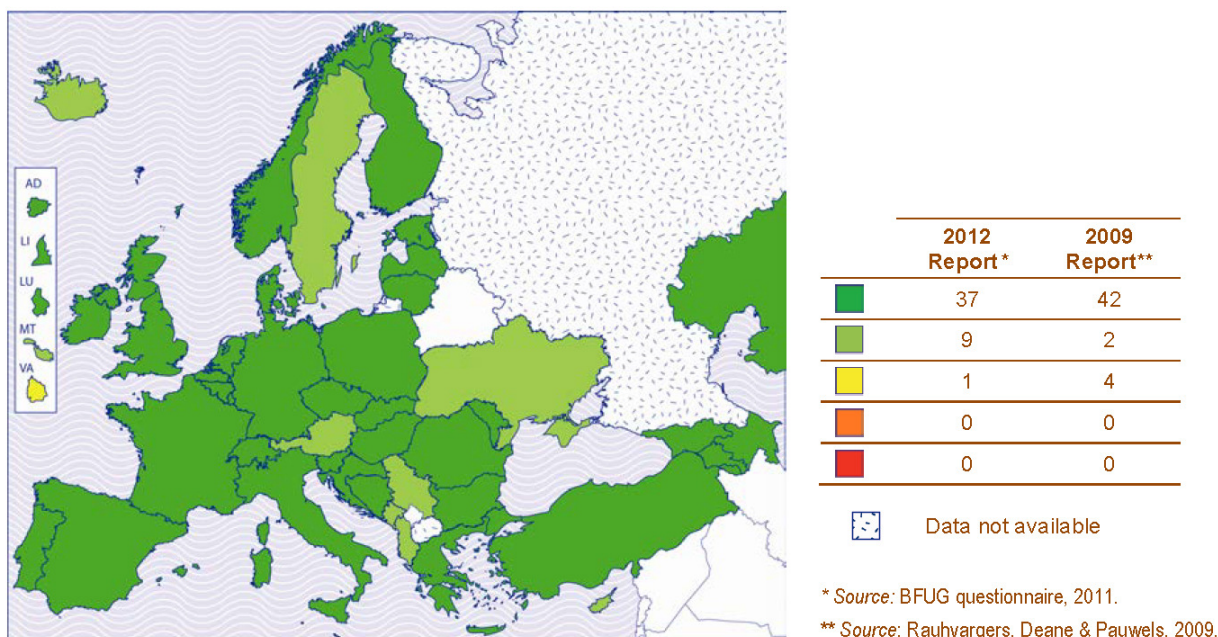 AD
LI
LU
MT
VA
2012 Report* 2009 Report**
37 42
9 2
1 4
0 0
0 0
Data not available
* Source: BFUG questionnaire, 2011.
** Source: Rauhvargers, Deane & Pauwels, 2009.